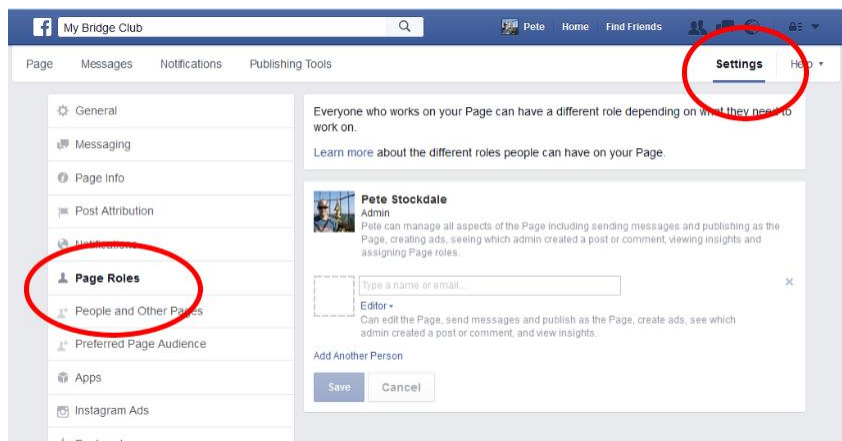 f My Bridge Club Pete Home Find Friends
Page Messages Notifications Publishing Tools Settings Help
General
Messaging
Page Info
Post Attribution
Notifications
Page Roles
People and Other Pages
Preferred Page Audience
Apps
Instagram Ads
Everyone who works on your Page can have a different role depending on what they need to
work on.
Learn more about the different roles people can have on your Page.
Pete Stockdale
Admin
Pete can manage all aspects of the Page including sending messages and publishing as the
Page, creating ads, seeing which admin created a post or comment, viewing insights and
assigning Page roles.
Type a name or email...
Editor
Can edit the Page, send messages and publish as the Page, create ads, see which
admin created a post or comment, and view insights.
Add Another Person
Save Cancel